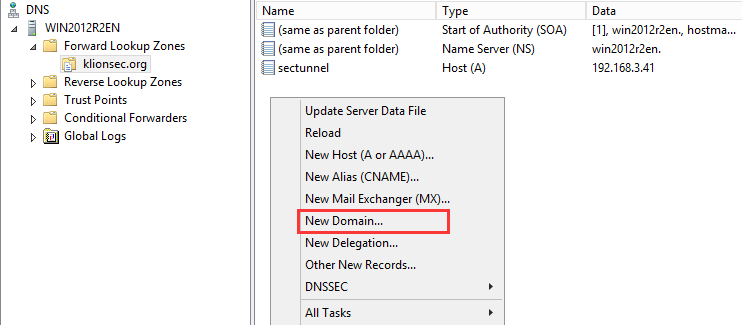 DNS
WIN2012R2EN
Forward Lookup Zones
klionsec.org
Reverse Lookup Zones
Trust Points
Conditional Forwarders
Global Logs
Name Type Data
(same as parent folder) Start of Authority (SOA) [1], win2012r2en., hostma...
(same as parent folder) Name Server (NS) win2012r2en.
sectunnel Host (A) 192.168.3.41
Update Server Data File
Reload
New Host (A or AAAA)...
New Alias (CNAME)...
New Mail Exchanger (MX)...
New Domain...
New Delegation...
Other New Records...
DNSSEC
All Tasks